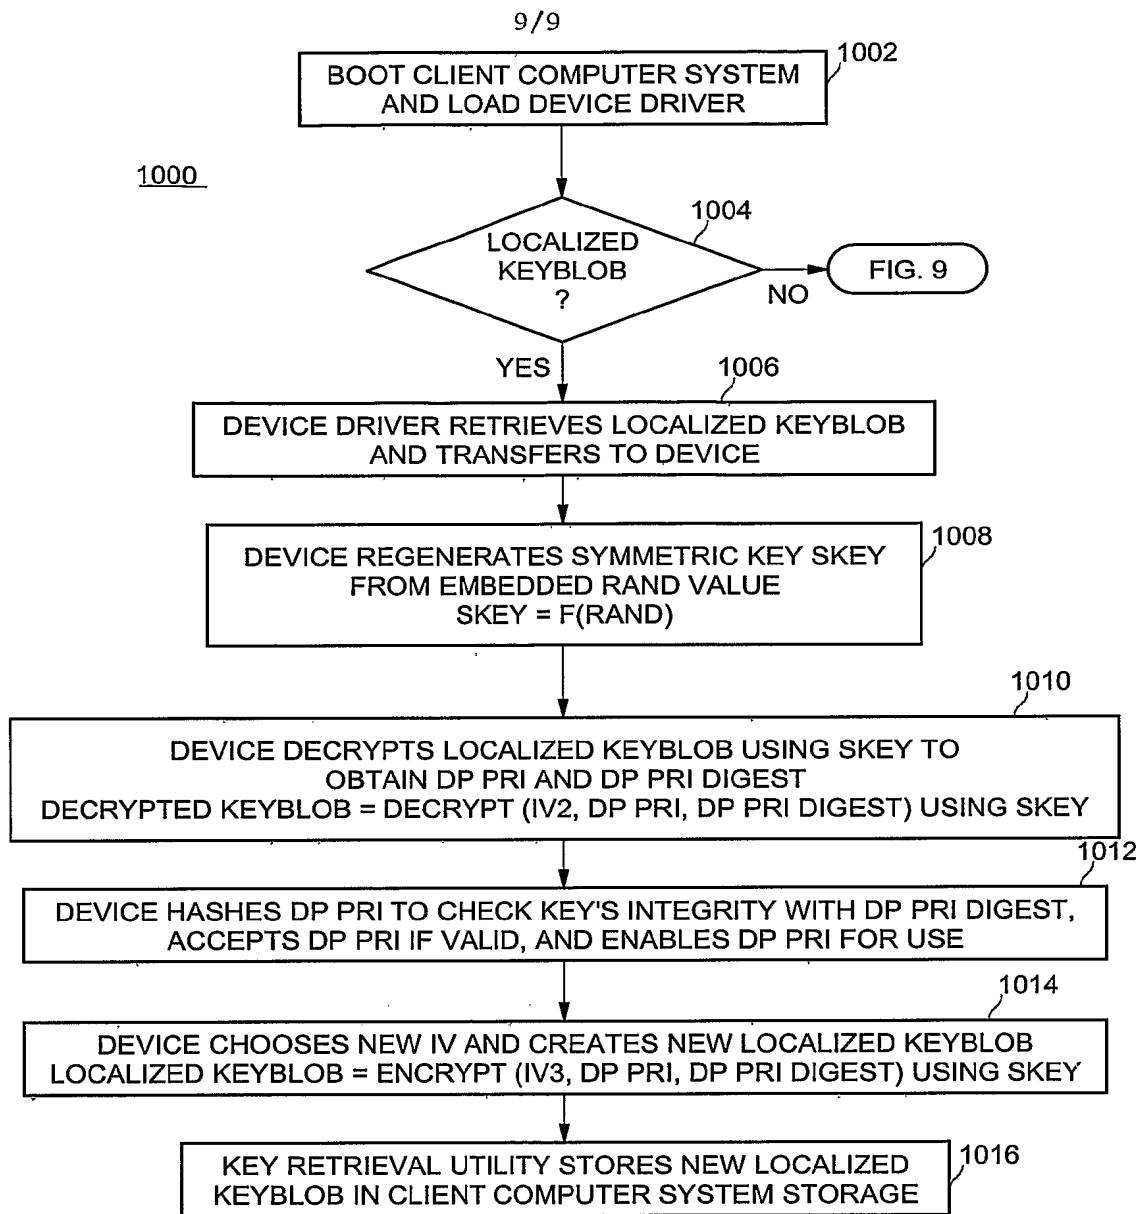 9/9
1002
BOOT CLIENT COMPUTER SYSTEM
AND LOAD DEVICE DRIVER
1000
1004
LOCALIZED
KEYBLOB
?
FIG. 9
NO
YES
1006
DEVICE DRIVER RETRIEVES LOCALIZED KEYBLOB
AND TRANSFERS TO DEVICE
1008
DEVICE REGENERATES SYMMETRIC KEY SKEY
FROM EMBEDDED RAND VALUE
SKEY = F(RAND)
1010
DEVICE DECRYPTS LOCALIZED KEYBLOB USING SKEY TO
OBTAIN DP PRI AND DP PRI DIGEST
DECRYPTED KEYBLOB = DECRYPT (IV2, DP PRI, DP PRI DIGEST) USING SKEY
1012
DEVICE HASHES DP PRI TO CHECK KEY'S INTEGRITY WITH DP PRI DIGEST,
ACCEPTS DP PRI IF VALID, AND ENABLES DP PRI FOR USE
1014
DEVICE CHOOSES NEW IV AND CREATES NEW LOCALIZED KEYBLOB
LOCALIZED KEYBLOB = ENCRYPT (IV3, DP PRI, DP PRI DIGEST) USING SKEY
1016
KEY RETRIEVAL UTILITY STORES NEW LOCALIZED
KEYBLOB IN CLIENT COMPUTER SYSTEM STORAGE